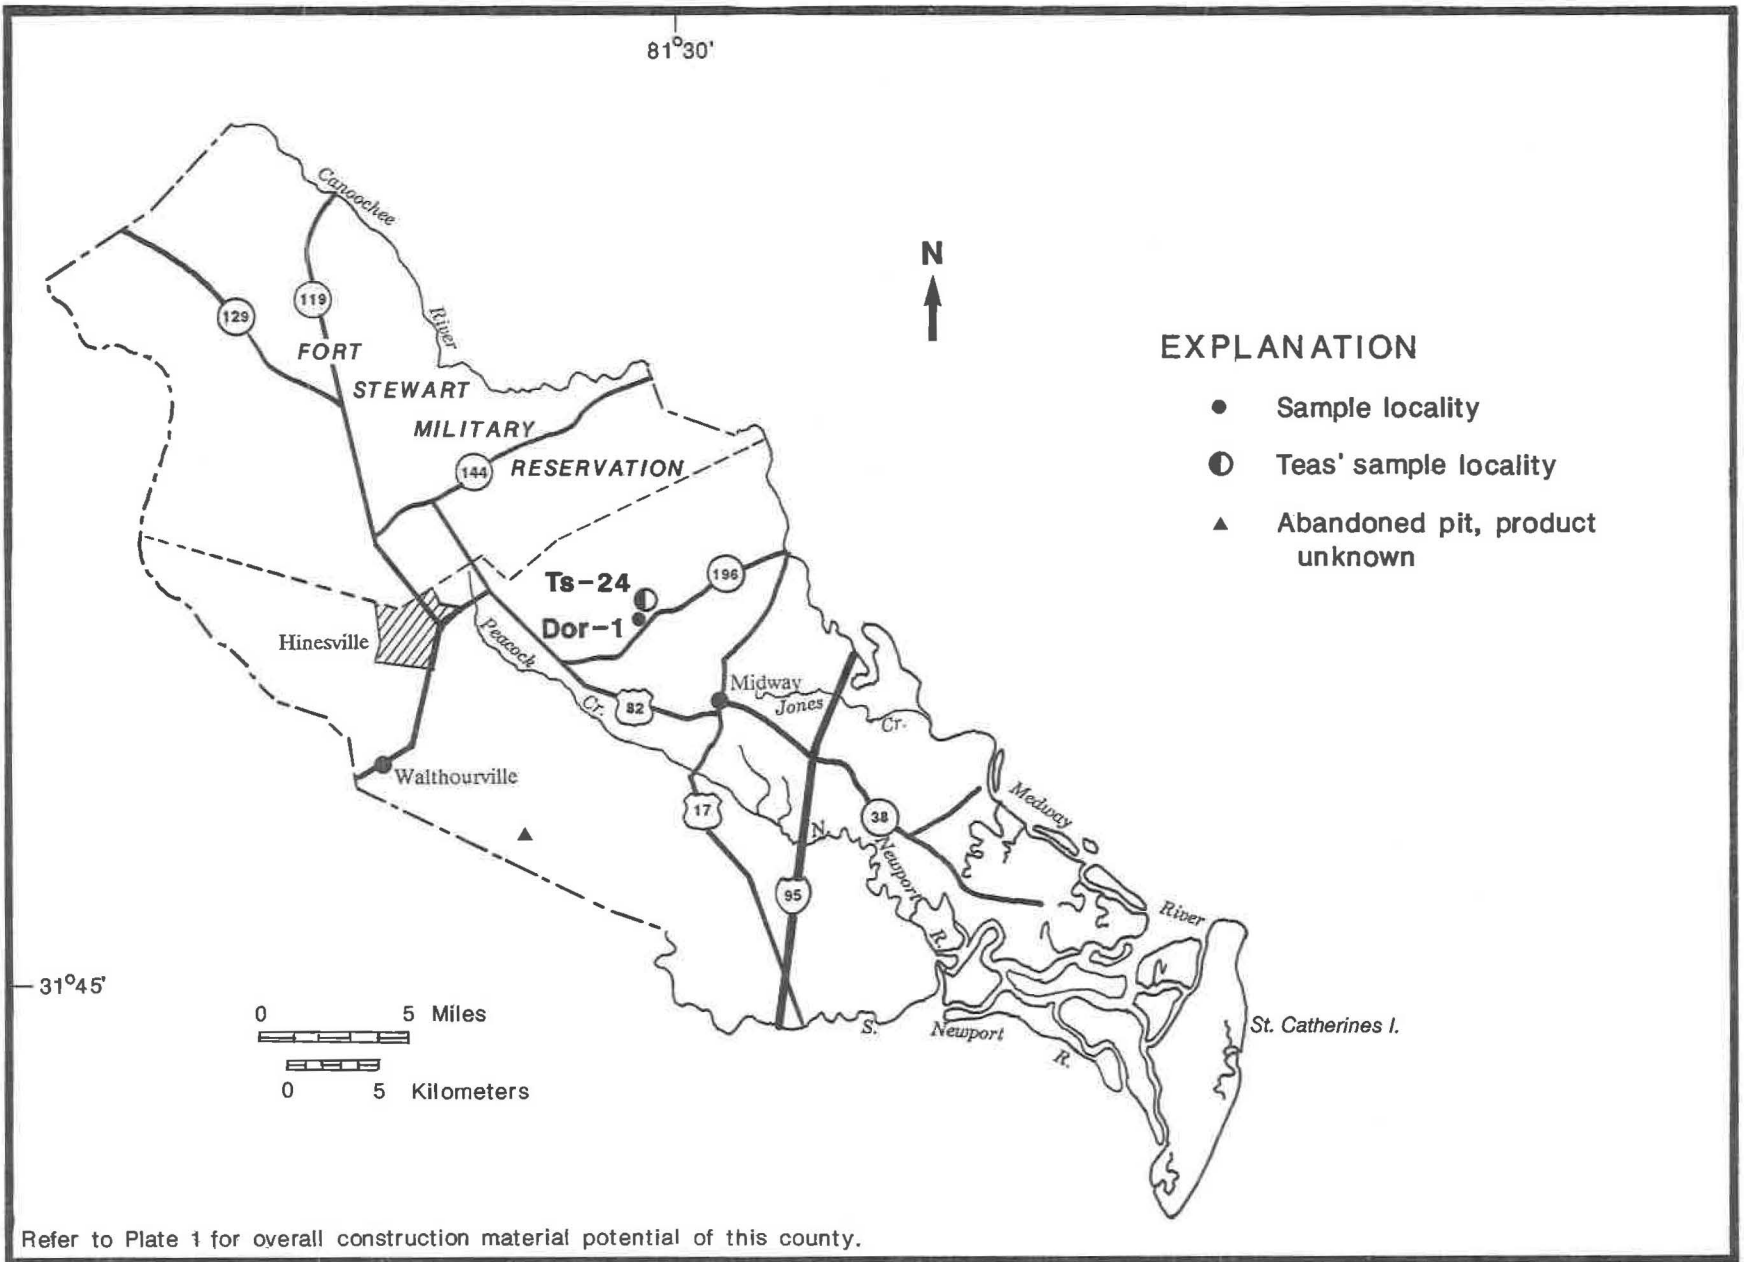 81°30'
Canoochee
River
119
129
FORT
STEWART
MILITARY
RESERVATION
144
N
EXPLANATION
Sample locality
Teas' sample locality
Abandoned pit, product
unknown
Ts-24
196
Dor-1
Hinesville
Peacock
Cr.
82
Midway
Jones
Cr.
Walthourville
17
N.
Newport
R.
38
Medway
River
95
31°45'
0 5 Miles
0 5 Kilometers
S.
Newport
R.
St. Catherines I.
Refer to Plate 1 for overall construction material potential of this county.